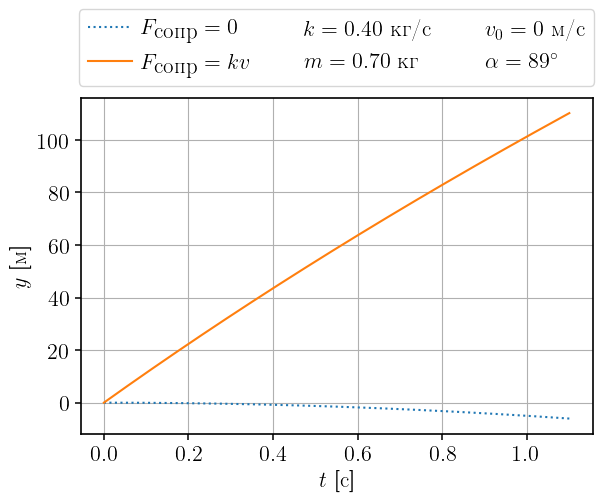 F_сопр = 0 k = 0.40 кг/с v_0 = 0 м/с
F_сопр = kv m = 0.70 кг α = 89°
100
80
60
40
20
0
y [м]
0.0 0.2 0.4 0.6 0.8 1.0
t [с]